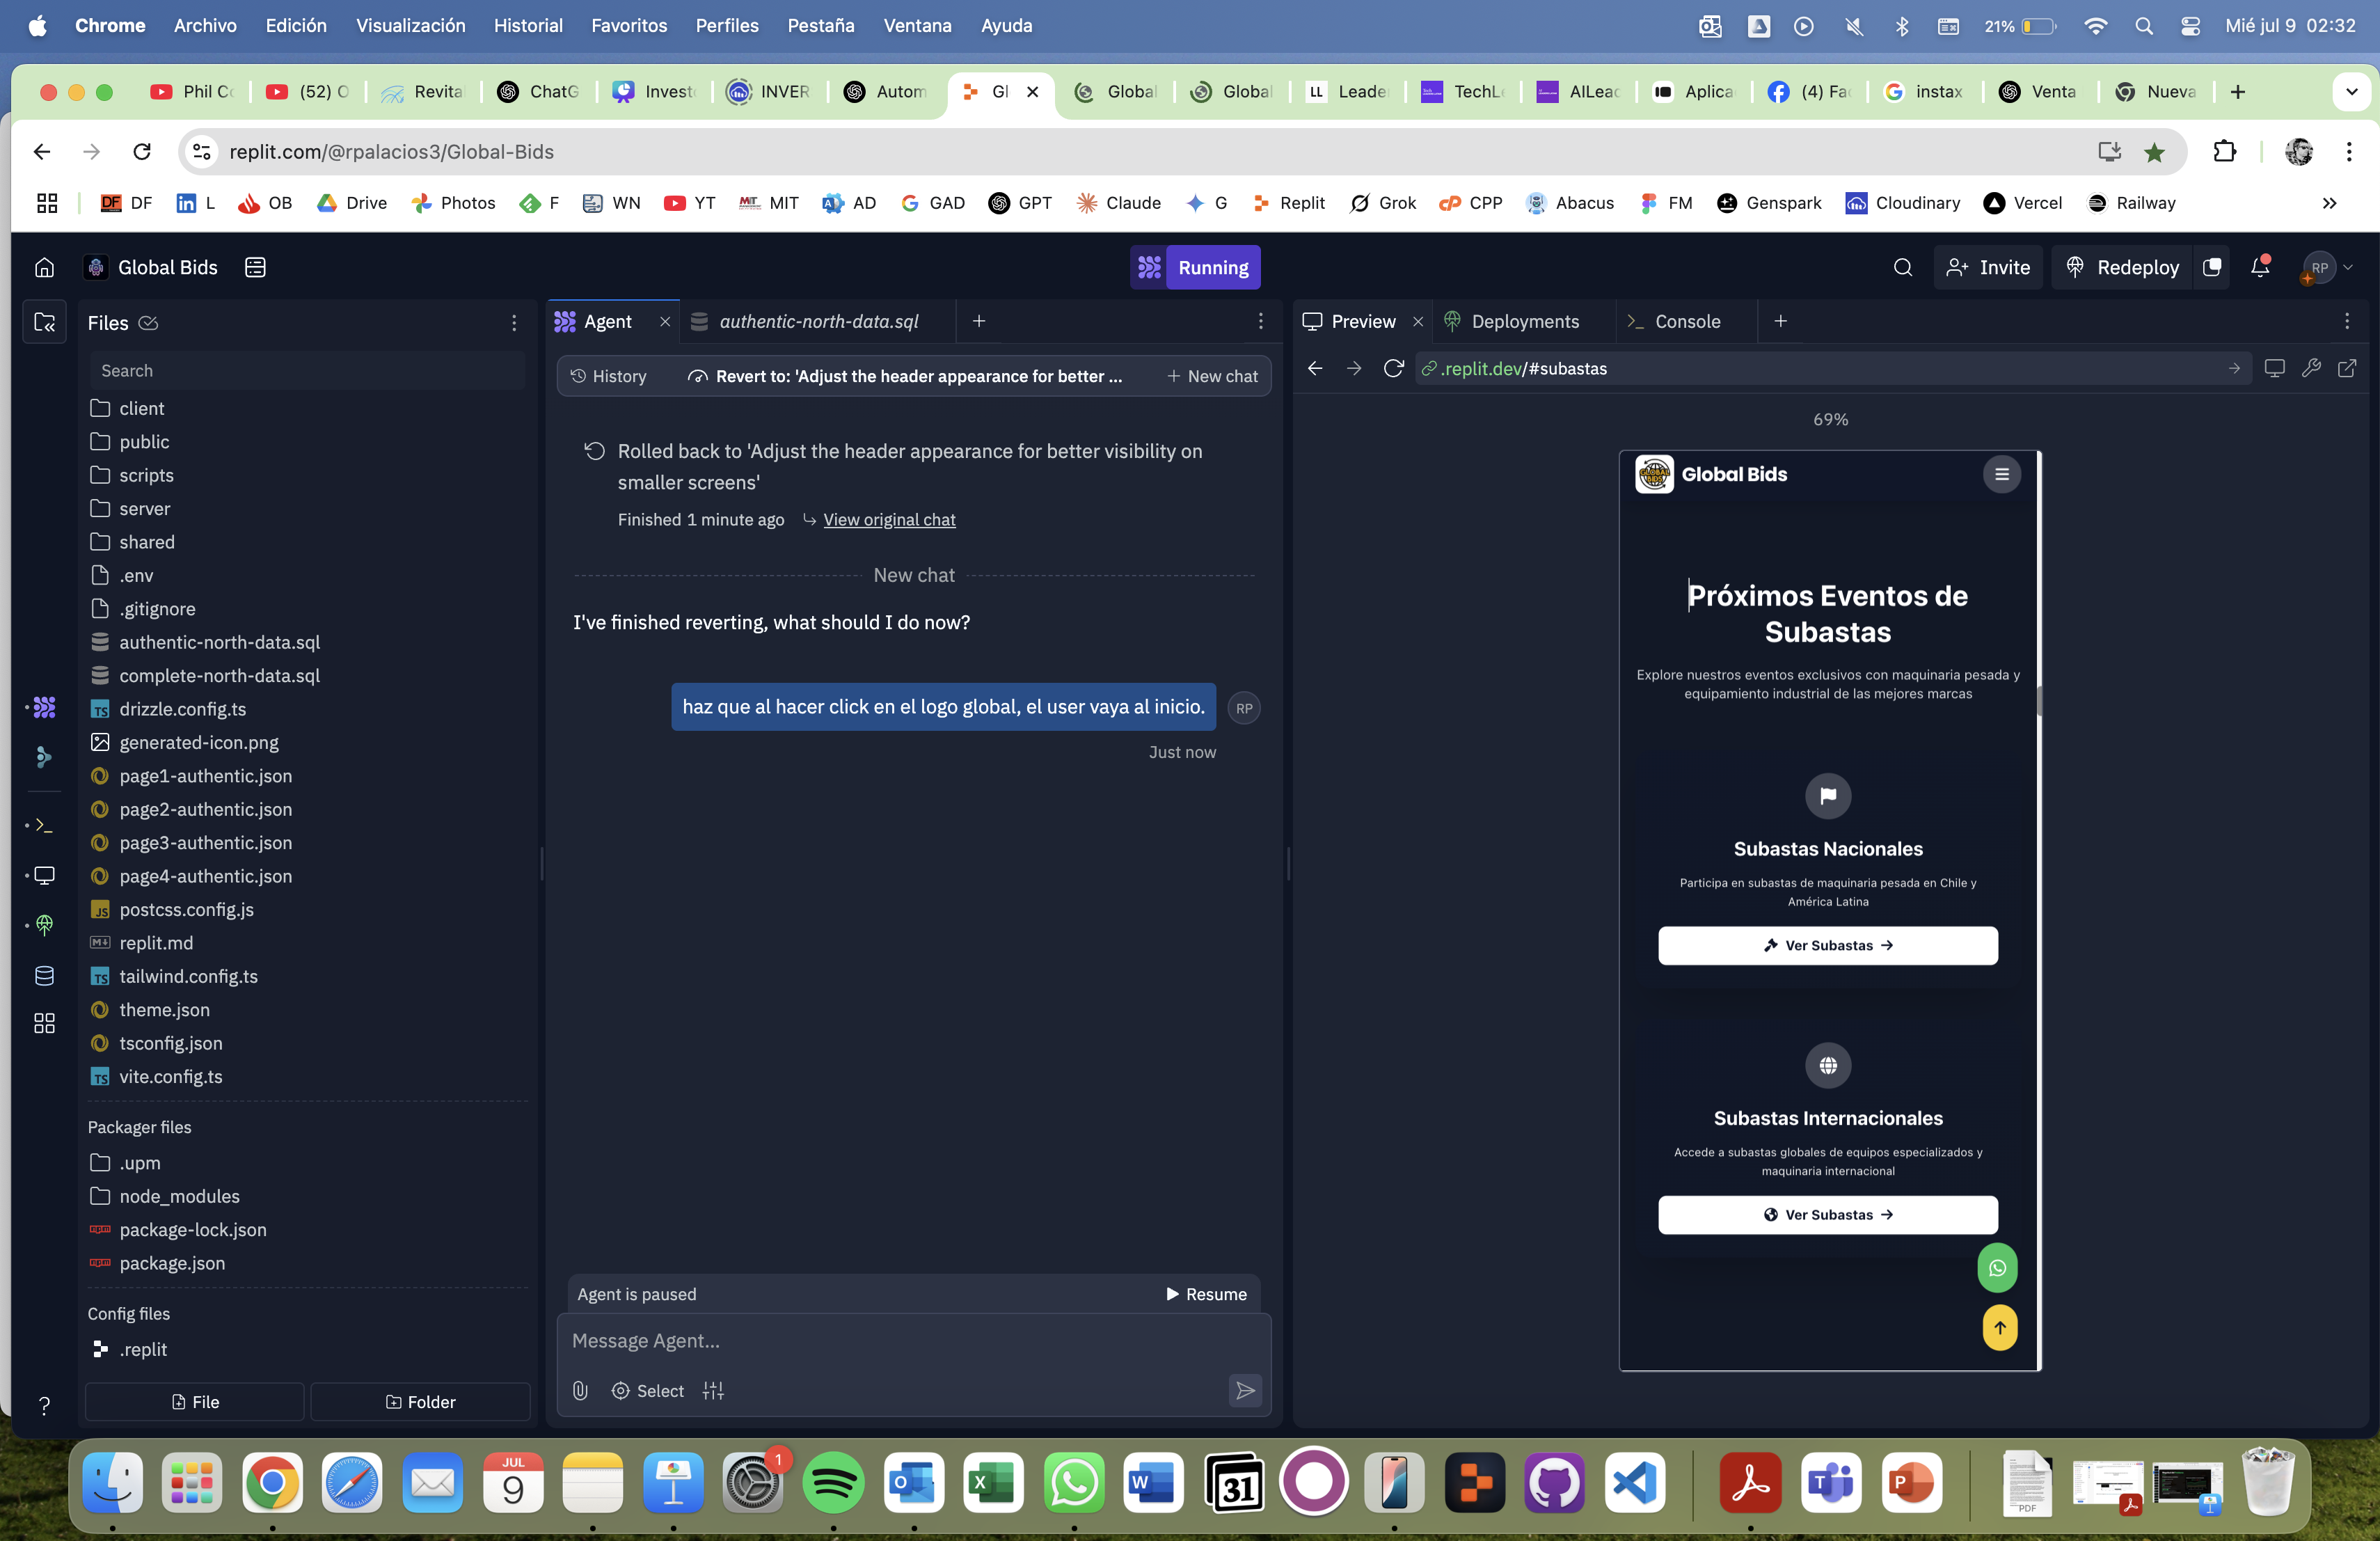 Chrome Archivo Edición Visualización Historial Favoritos Perfiles Pestaña Ventana Ayuda 21% Mié jul 9 02:32
Phil Co (52) O Revital ChatG Invest INVER Autom Gl Global Global Leade TechLe AILead Aplica (4) Fac instax Venta Nueva
replit.com/@rpalacios3/Global-Bids
DF L OB Drive Photos F WN YT MIT AD GAD GPT Claude G Replit Grok CPP Abacus FM Genspark Cloudinary Vercel Railway
Global Bids
Running
Invite Redeploy RP
Files
Search
client
public
scripts
server
shared
.env
.gitignore
authentic-north-data.sql
complete-north-data.sql
drizzle.config.ts
generated-icon.png
page1-authentic.json
page2-authentic.json
page3-authentic.json
page4-authentic.json
postcss.config.js
replit.md
tailwind.config.ts
theme.json
tsconfig.json
vite.config.ts
Packager files
.upm
node_modules
package-lock.json
package.json
Config files
.replit
File Folder
Agent authentic-north-data.sql
History Revert to: 'Adjust the header appearance for better ... New chat
Rolled back to 'Adjust the header appearance for better visibility on
smaller screens'
Finished 1 minute ago View original chat
New chat
I've finished reverting, what should I do now?
haz que al hacer click en el logo global, el user vaya al inicio.
RP
Just now
Agent is paused Resume
Message Agent...
Select
Preview Deployments Console
.replit.dev/#subastas
69%
Global Bids
Próximos Eventos de
Subastas
Explore nuestros eventos exclusivos con maquinaria pesada y
equipamiento industrial de las mejores marcas
Subastas Nacionales
Participa en subastas de maquinaria pesada en Chile y
América Latina
Ver Subastas
Subastas Internacionales
Accede a subastas globales de equipos especializados y
maquinaria internacional
Ver Subastas
JUL
9
1
31
PDF